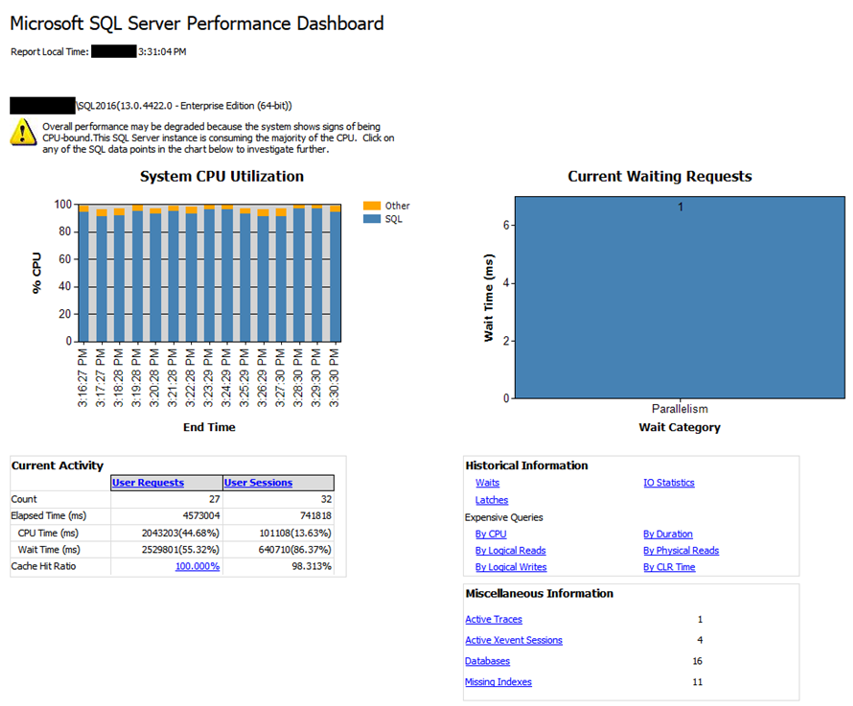 Microsoft SQL Server Performance Dashboard
Report Local Time: 3:31:04 PM
\SQL2016(13.0.4422.0 - Enterprise Edition (64-bit))
Overall performance may be degraded because the system shows signs of being
CPU-bound.This SQL Server instance is consuming the majority of the CPU. Click on
any of the SQL data points in the chart below to investigate further.
System CPU Utilization
100
80
60
40
20
0
% CPU
3:16:27 PM
3:17:27 PM
3:18:28 PM
3:19:28 PM
3:20:28 PM
3:21:28 PM
3:22:28 PM
3:23:29 PM
3:24:29 PM
3:25:29 PM
3:26:29 PM
3:27:30 PM
3:28:30 PM
3:29:30 PM
3:30:30 PM
End Time
Other
SQL
Current Waiting Requests
1
6
4
2
0
Wait Time (ms)
Parallelism
Wait Category
Current Activity
User Requests User Sessions
Count 27 32
Elapsed Time (ms) 4573004 741818
CPU Time (ms) 2043203(44.68%) 101108(13.63%)
Wait Time (ms) 2529801(55.32%) 640710(86.37%)
Cache Hit Ratio 100.000% 98.313%
Historical Information
Waits IO Statistics
Latches
Expensive Queries
By CPU By Duration
By Logical Reads By Physical Reads
By Logical Writes By CLR Time
Miscellaneous Information
Active Traces 1
Active Xevent Sessions 4
Databases 16
Missing Indexes 11